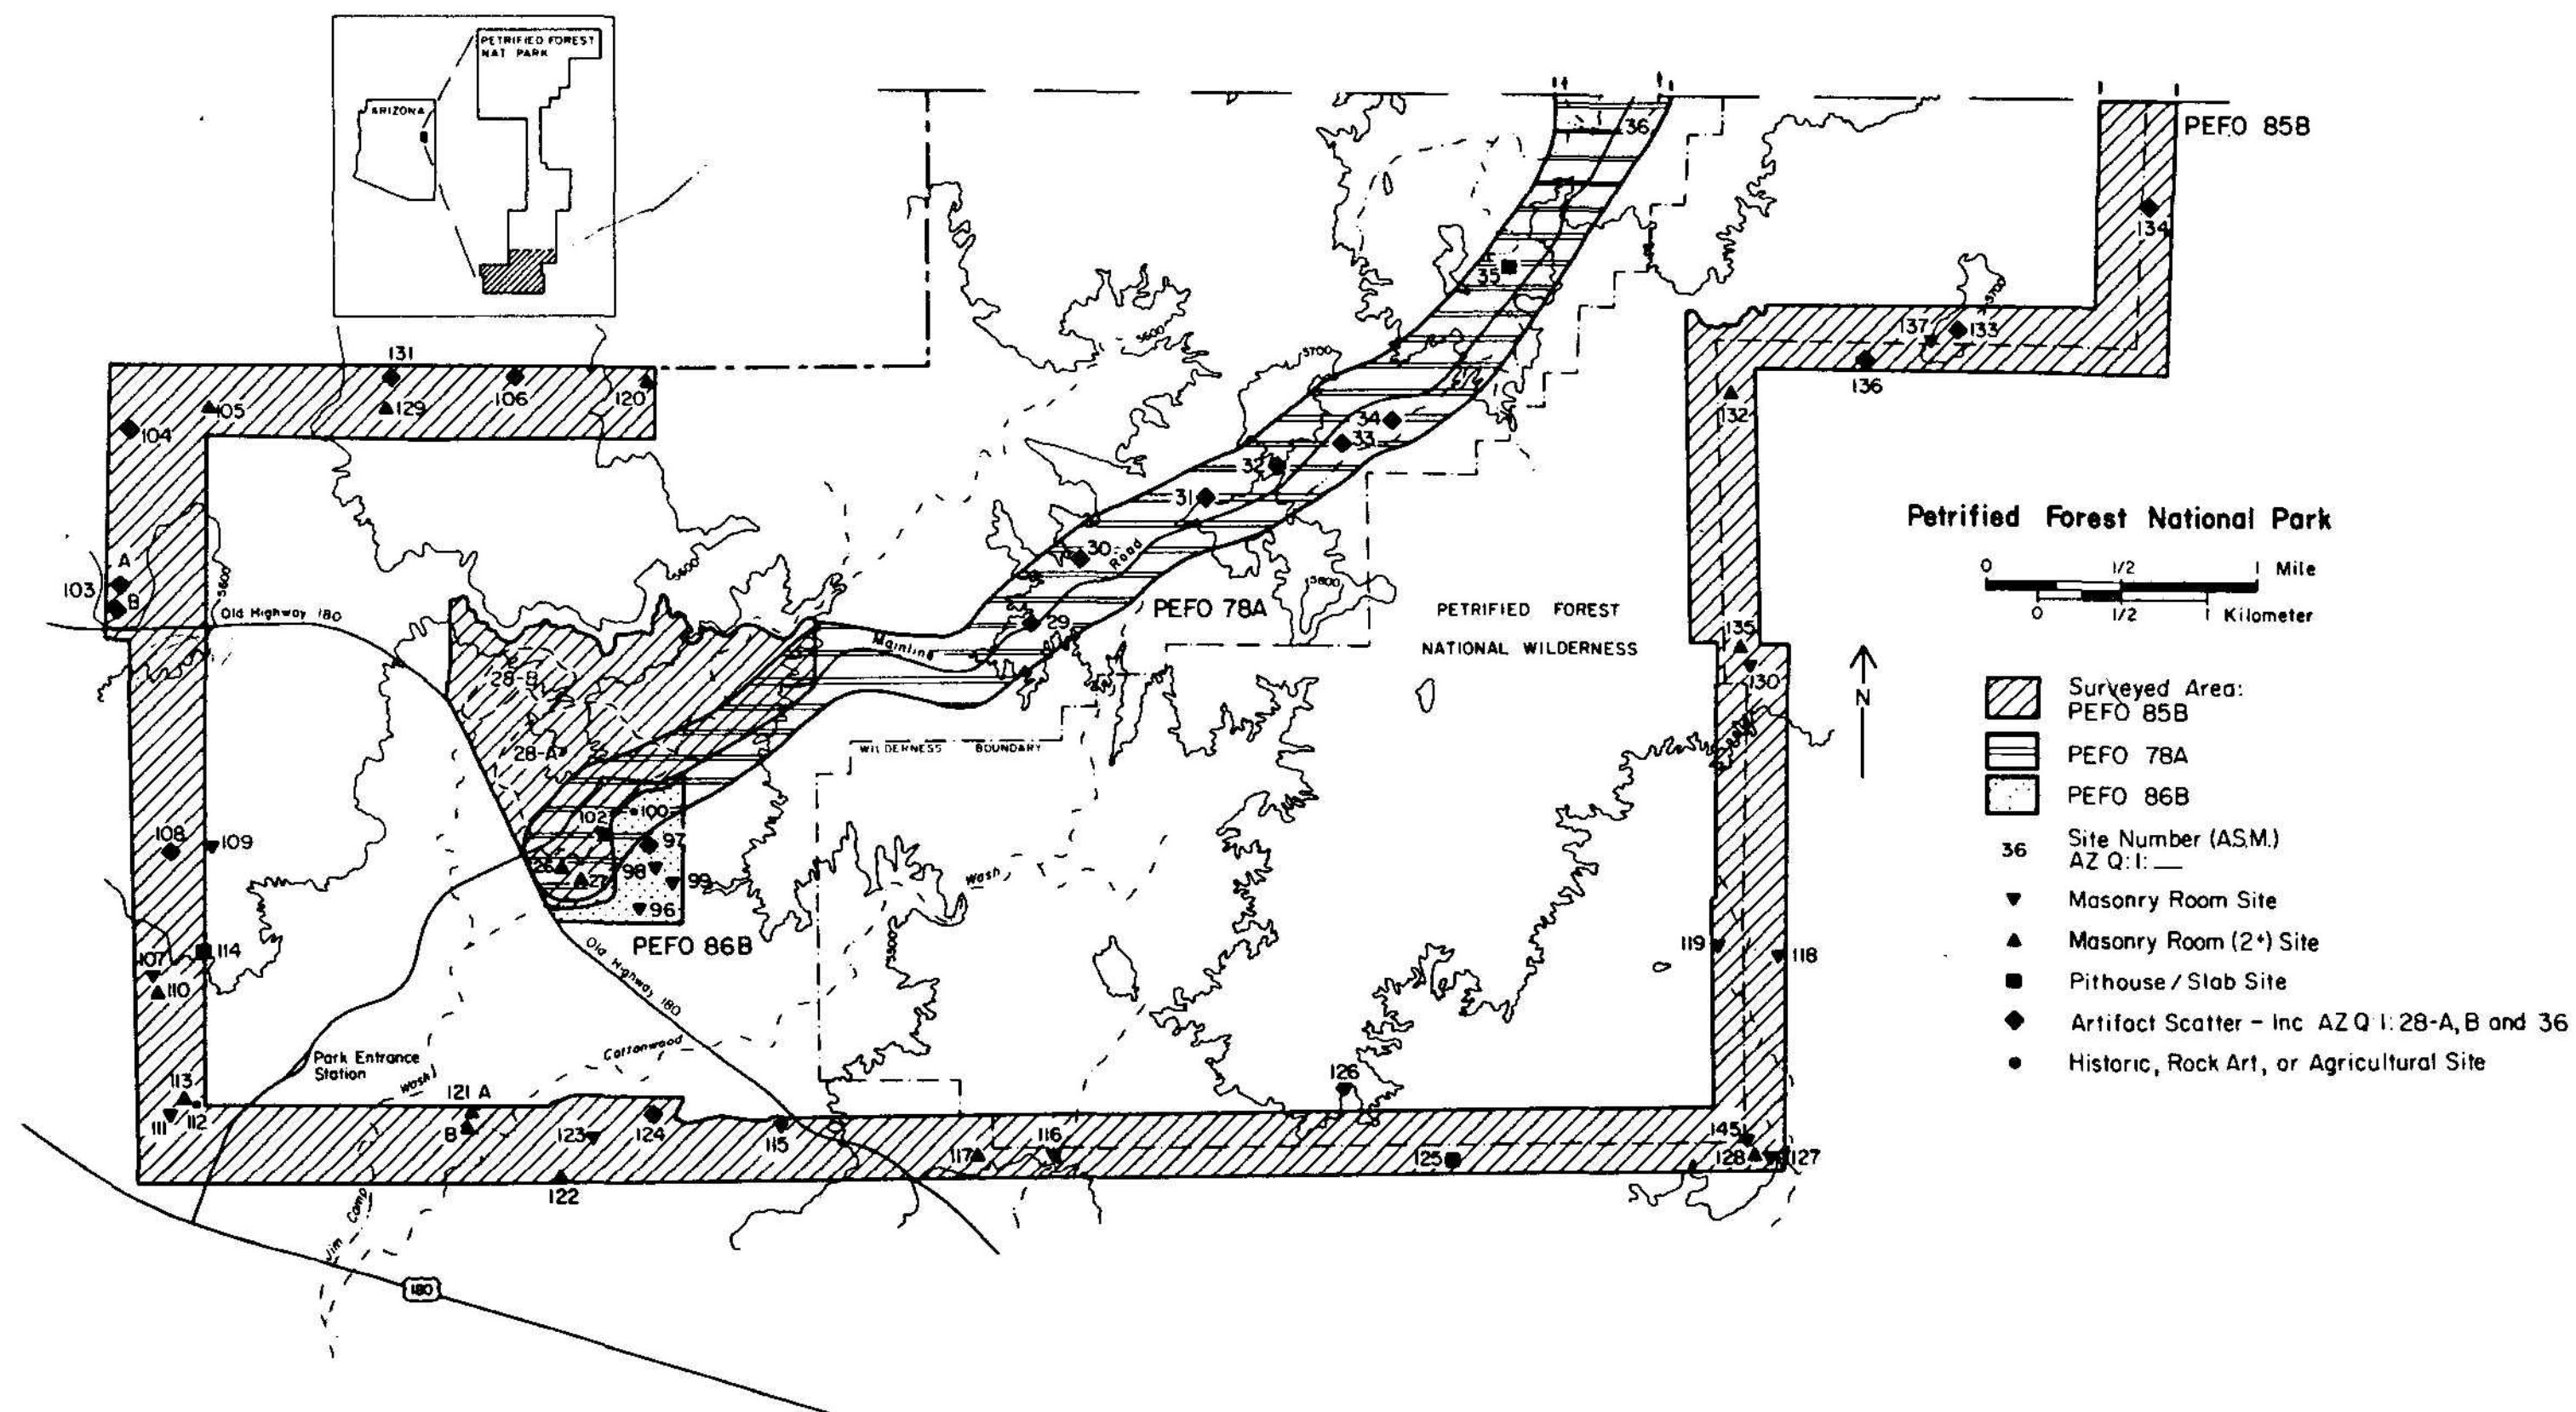 PETRIFIED FOREST
NAT PARK
ARIZONA
36
PEFO 85B
134
35
5700
137
133
136
132
131
129
106
120
105
104
5600
5700
34
33
32
31
30
Road
29
5800
PEFO 78A
PETRIFIED FOREST
NATIONAL WILDERNESS
A
103
B
5600
Old Highway 180
5600
Mainline
28-B
28-A
WILDERNESS BOUNDARY
135
130
Petrified Forest National Park
0 1/2 1 Mile
0 1/2 1 Kilometer
N
Surveyed Area:
PEFO 85B
PEFO 78A
PEFO 86B
36 Site Number (A.S.M.)
AZ Q:1: __
Masonry Room Site
Masonry Room (2+) Site
Pithouse / Slab Site
Artifact Scatter - Inc AZ Q 1: 28-A, B and 36
Historic, Rock Art, or Agricultural Site
100
102
97
26
27
98
99
96
PEFO 86B
108
109
114
107
110
Old Highway 180
Wash
5500
119
118
Park Entrance
Station
Cottonwood
Wash
113
111
112
121 A
B
123
124
115
122
117
116
126
125
145
128
127
Jim Camp
180